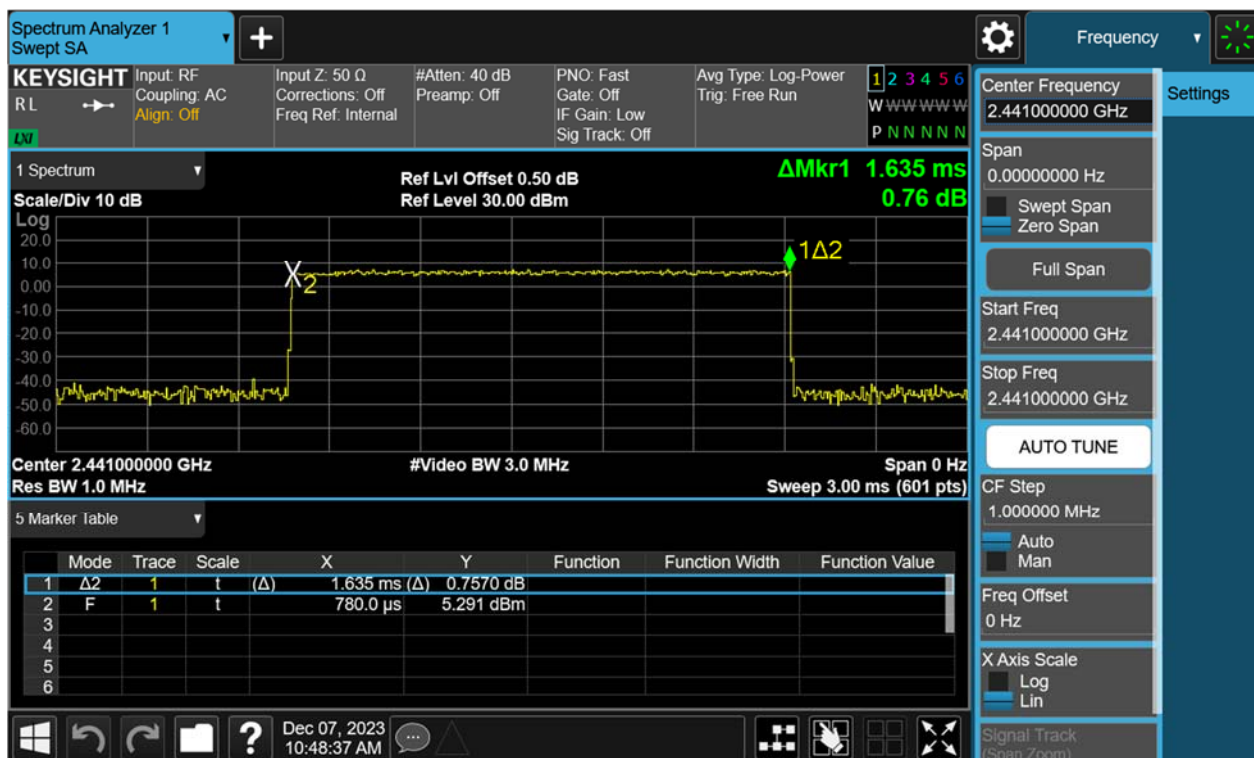 Spectrum Analyzer 1
Swept SA
Frequency
KEYSIGHT
R L
LXI
Input: RF
Coupling: AC
Align: Off
Input Z: 50 Ω
Corrections: Off
Freq Ref: Internal
#Atten: 40 dB
Preamp: Off
PNO: Fast
Gate: Off
IF Gain: Low
Sig Track: Off
Avg Type: Log-Power
Trig: Free Run
1 2 3 4 5 6
W W W W W W
P N N N N N
Center Frequency
2.441000000 GHz
Settings
Span
0.00000000 Hz
Swept Span
Zero Span
Full Span
Start Freq
2.441000000 GHz
Stop Freq
2.441000000 GHz
AUTO TUNE
CF Step
1.000000 MHz
Auto
Man
Freq Offset
0 Hz
X Axis Scale
Log
Lin
Signal Track
(Span Zoom)
1 Spectrum
Scale/Div 10 dB
Ref Lvl Offset 0.50 dB
Ref Level 30.00 dBm
ΔMkr1 1.635 ms
0.76 dB
Log
20.0
10.0
0.00
-10.0
-20.0
-30.0
-40.0
-50.0
-60.0
X2
1Δ2
Center 2.441000000 GHz
#Video BW 3.0 MHz
Span 0 Hz
Res BW 1.0 MHz
Sweep 3.00 ms (601 pts)
5 Marker Table
Mode Trace Scale X Y Function Function Width Function Value
1 Δ2 1 t (Δ) 1.635 ms (Δ) 0.7570 dB
2 F 1 t 780.0 µs 5.291 dBm
3
4
5
6
?
Dec 07, 2023
10:48:37 AM